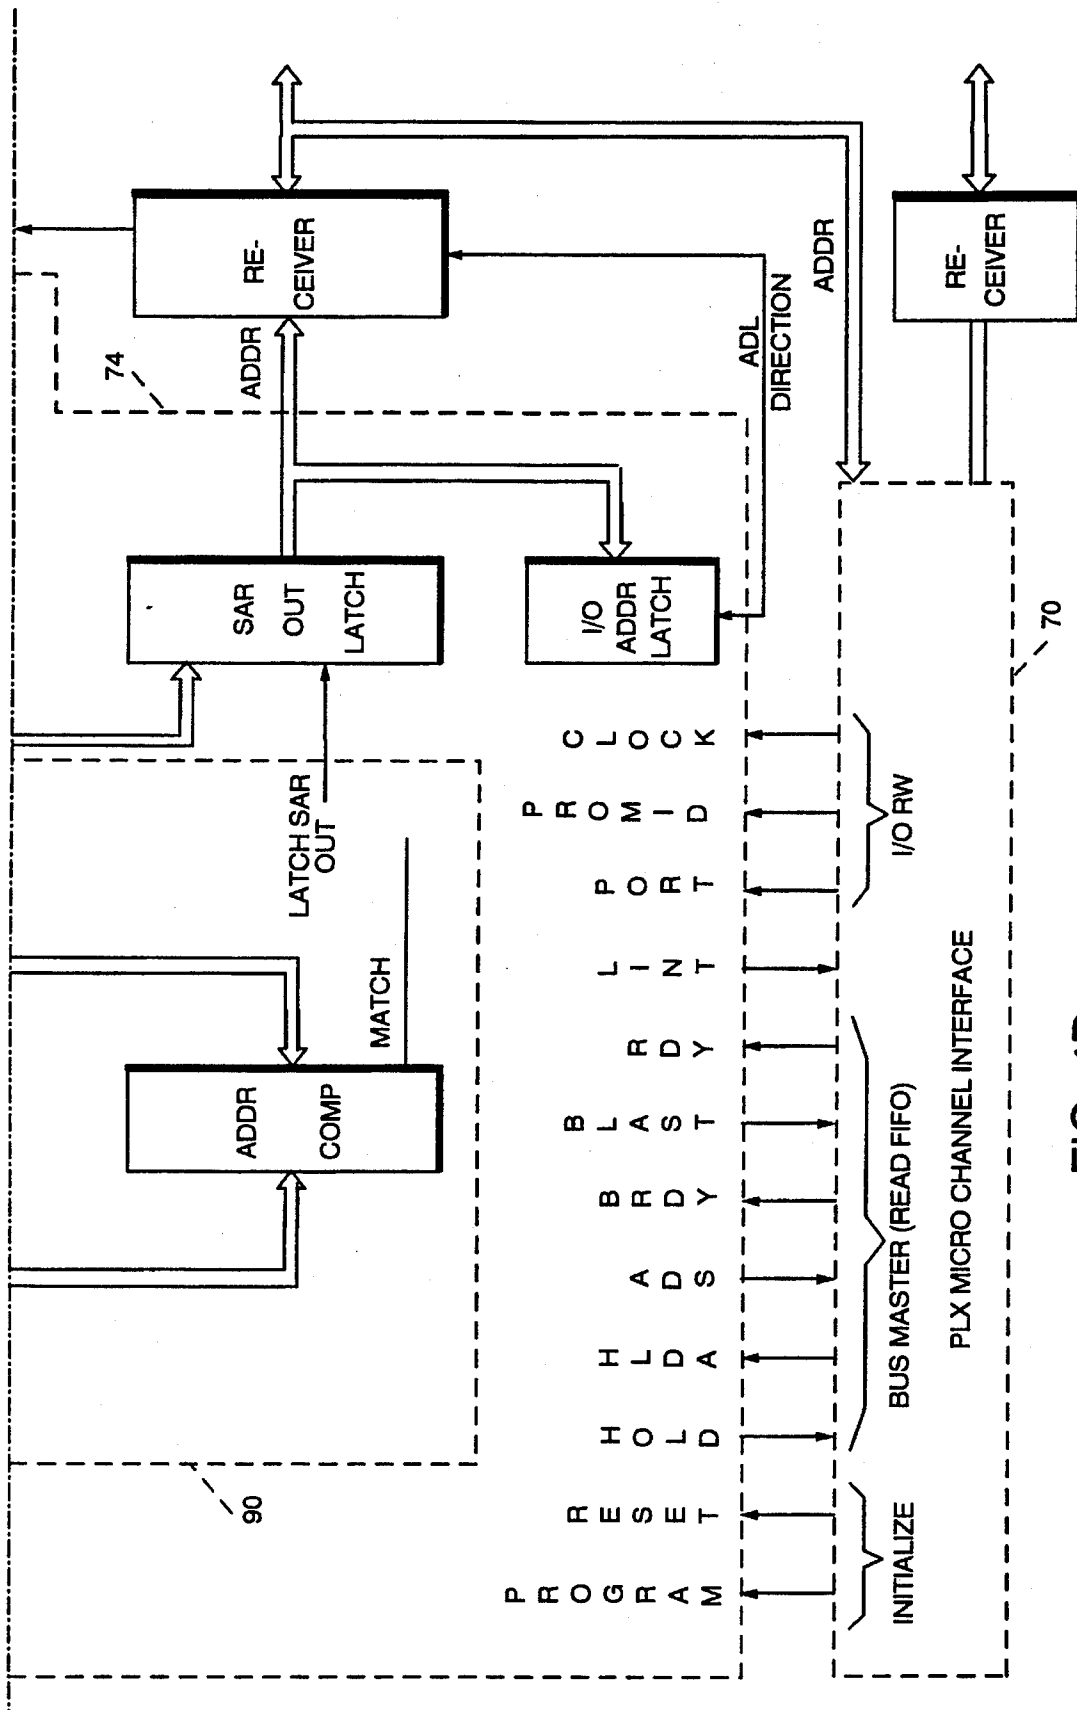 90
ADDR
COMP
MATCH
LATCH SAR
OUT
SAR
OUT
LATCH
74
ADDR
RE-
CEIVER
I/O
ADDR
LATCH
ADL
DIRECTION
ADDR
PROGRAM
RESET
HOLD
HLDA
ADS
BRDY
BLAST
RDY
LINT
PORT
PROMID
CLOCK
INITIALIZE
BUS MASTER (READ FIFO)
I/O RW
PLX MICRO CHANNEL INTERFACE
70
RE-
CEIVER